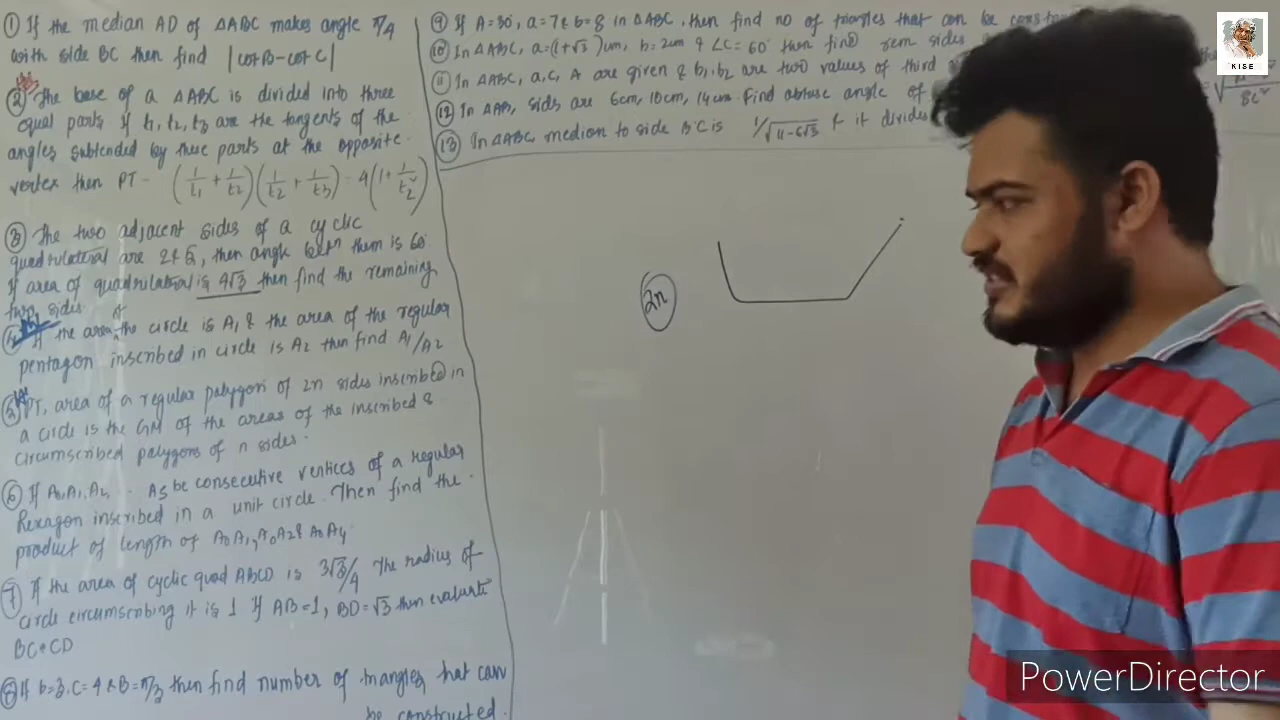 ① If the median AD of ΔABC makes angle π/4
with side BC then find |cotB-cotC|
② The base of a ΔABC is divided into three
equal parts if t₁,t₂,t₃ are the tangents of the
angles subtended by these parts at the opposite
vertex then PT - (1/t₁ + 1/t₂)(1/t₂ + 1/t₃) = 4(1+ 1/t₂²)
③ The two adjacent sides of a cyclic
quadrilateral are 2 & 5, then angle betn them is 60°
If area of quadrilateral is 4√3 then find the remaining
two sides
④ If the area of the circle is A₁ & the area of the regular
pentagon inscribed in circle is A₂ then find A₁/A₂
⑤ PT, area of a regular polygon of 2n sides inscribed in
a circle is the GM of the areas of the inscribed &
circumscribed polygons of n sides.
⑥ If A₀,A₁,A₂, .. A₅ be consecutive vertices of a regular
hexagon inscribed in a unit circle. Then find the
product of length of A₀A₁, A₀A₂ & A₀A₄
⑦ If the area of cyclic quad ABCD is 3√3/4 The radius of
circle circumscribing it is 1 If AB=1, BD=√3 then evaluate
BC•CD
⑧ If b=3, C=4 & B=π/3 then find number of triangles that can
be constructed.
⑨ If A=30°, a=7 & b=8 in ΔABC, then find no of triangles that can be
⑩ In ΔABC, a=(1+√3)cm, b=2cm & ∠C=60° then find rem sides
⑪ In ΔABC, a,c, A are given & b₁,b₂ are two values of third
⑫ In sides are 6cm, 10cm, 14cm. Find obtuse angle of
⑬ In ΔABC median to side BC is 1/√(11-6√3) & it divides
2n
KISE
PowerDirector